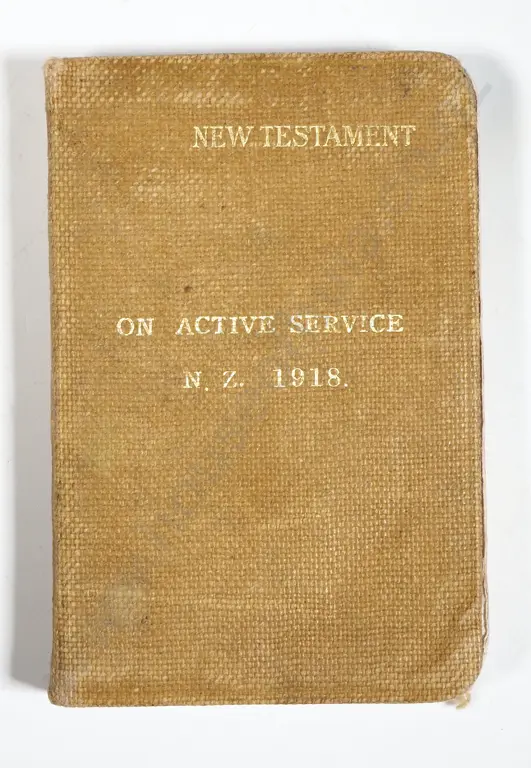 NEW TESTAMENT
ON ACTIVE SERVICE
N. Z. 1918.